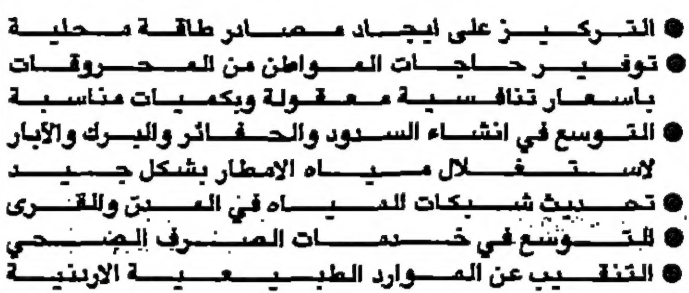 ● التركيز على ايجاد مصادر طاقة محلية
● توفير حاجات المواطن من المحروقات
باسعار تنافسية معقولة وبكميات مناسبة
● التوسع في انشاء السدود والحفائر والبرك والآبار
لاستغلال مياه الامطار بشكل جيد
● تحديث شبكات المياه في المدن والقرى
● التوسع في خدمات الصرف الصحي
● التنقيب عن الموارد الطبيعية الاردنية